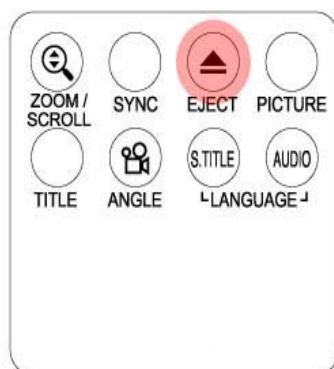 ZOOM / SCROLL
SYNC
EJECT
PICTURE
TITLE
ANGLE
S.TITLE
AUDIO
LANGUAGE